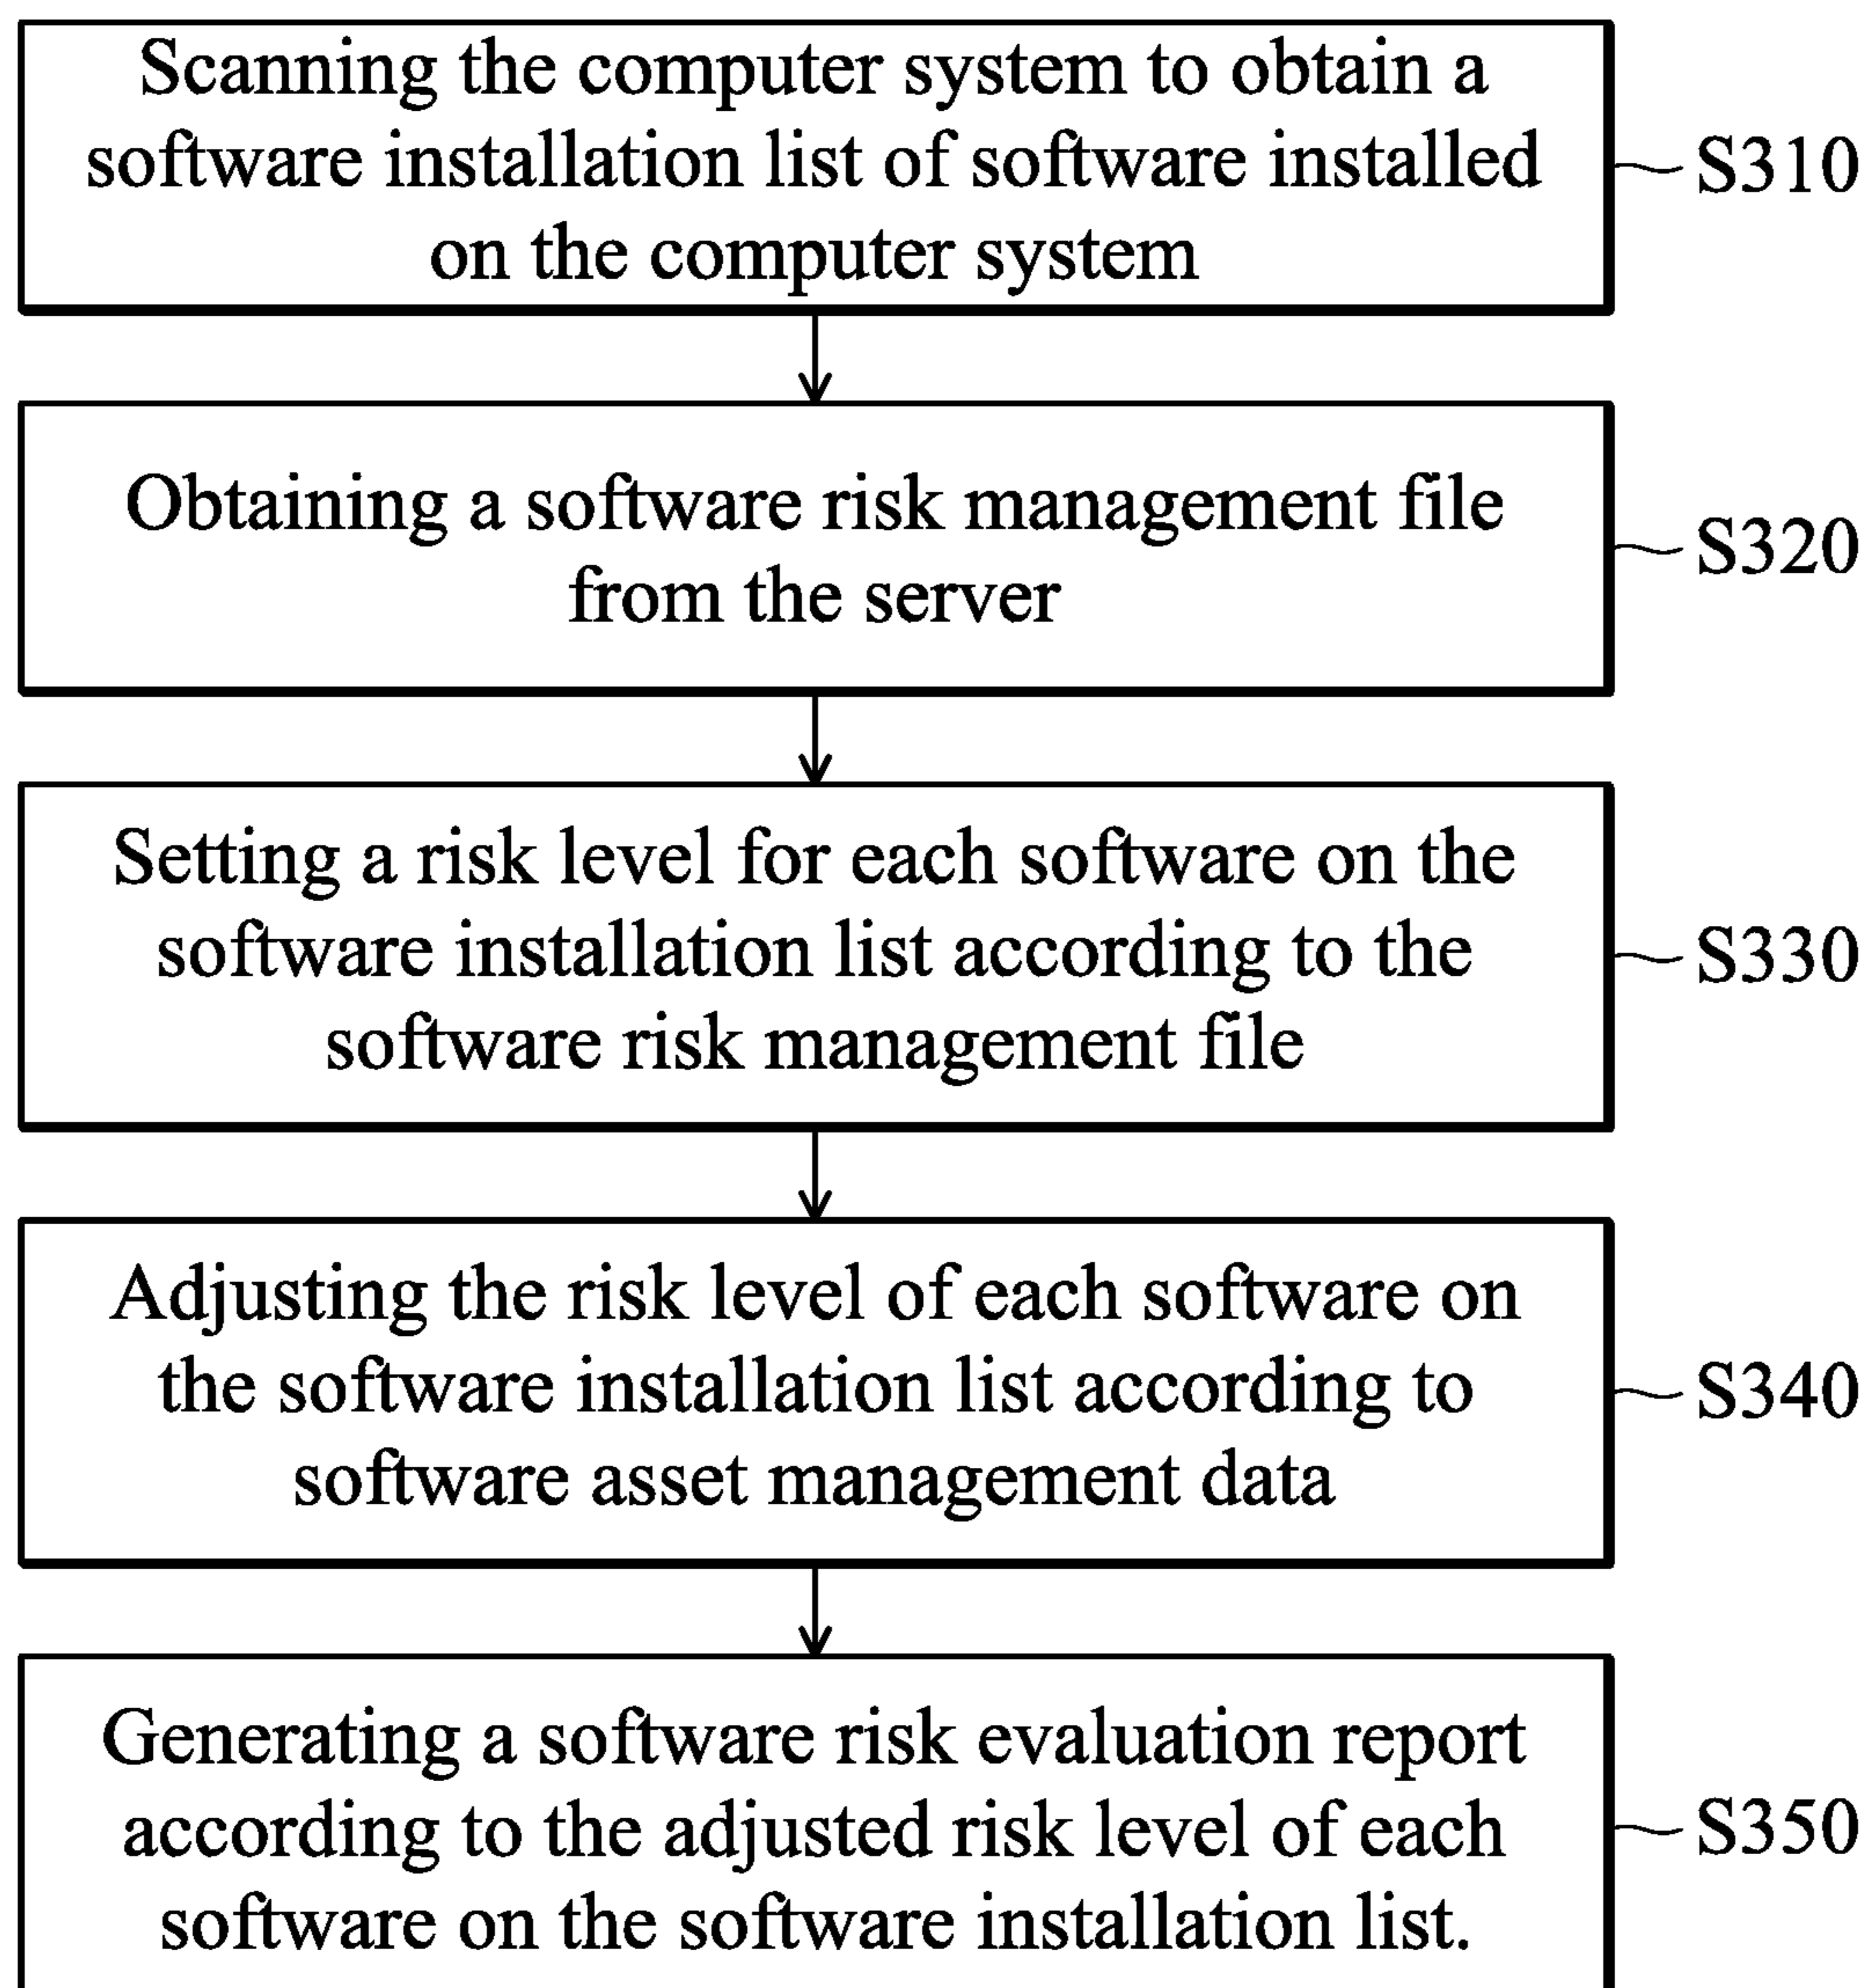 Scanning the computer system to obtain a
software installation list of software installed
on the computer system
S310
Obtaining a software risk management file
from the server
S320
Setting a risk level for each software on the
software installation list according to the
software risk management file
S330
Adjusting the risk level of each software on
the software installation list according to
software asset management data
S340
Generating a software risk evaluation report
according to the adjusted risk level of each
software on the software installation list.
S350